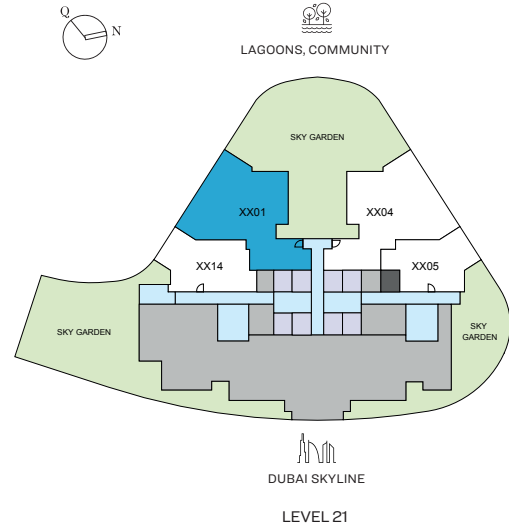 Q
N
LAGOONS, COMMUNITY
SKY GARDEN
XX01
XX04
XX14
XX05
SKY GARDEN
SKY
GARDEN
DUBAI SKYLINE
LEVEL 21